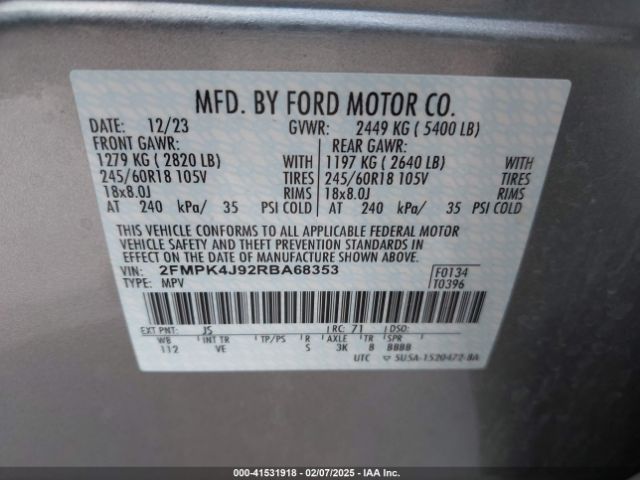 MFD. BY FORD MOTOR CO.
DATE: 12/23 GVWR: 2449 KG ( 5400 LB)
FRONT GAWR: REAR GAWR:
1279 KG ( 2820 LB) WITH 1197 KG ( 2640 LB) WITH
245/60R18 105V TIRES 245/60R18 105V TIRES
18x8.0J RIMS 18x8.0J RIMS
AT 240 kPa/ 35 PSI COLD AT 240 kPa/ 35 PSI COLD
THIS VEHICLE CONFORMS TO ALL APPLICABLE FEDERAL MOTOR
VEHICLE SAFETY AND THEFT PREVENTION STANDARDS IN
EFFECT ON THE DATE OF MANUFACTURE SHOWN ABOVE.
VIN: 2FMPK4J92RBA68353 F0134
TYPE: MPV T0396
EXT PNT: JS RC: 71 DSO:
WB INT TR TP/PS R AXLE TR SPR
112 VE S 3K 8 BBBB
UTC ▽ 5USA-1520472-BA
000-41531918 - 02/07/2025 - IAA Inc.